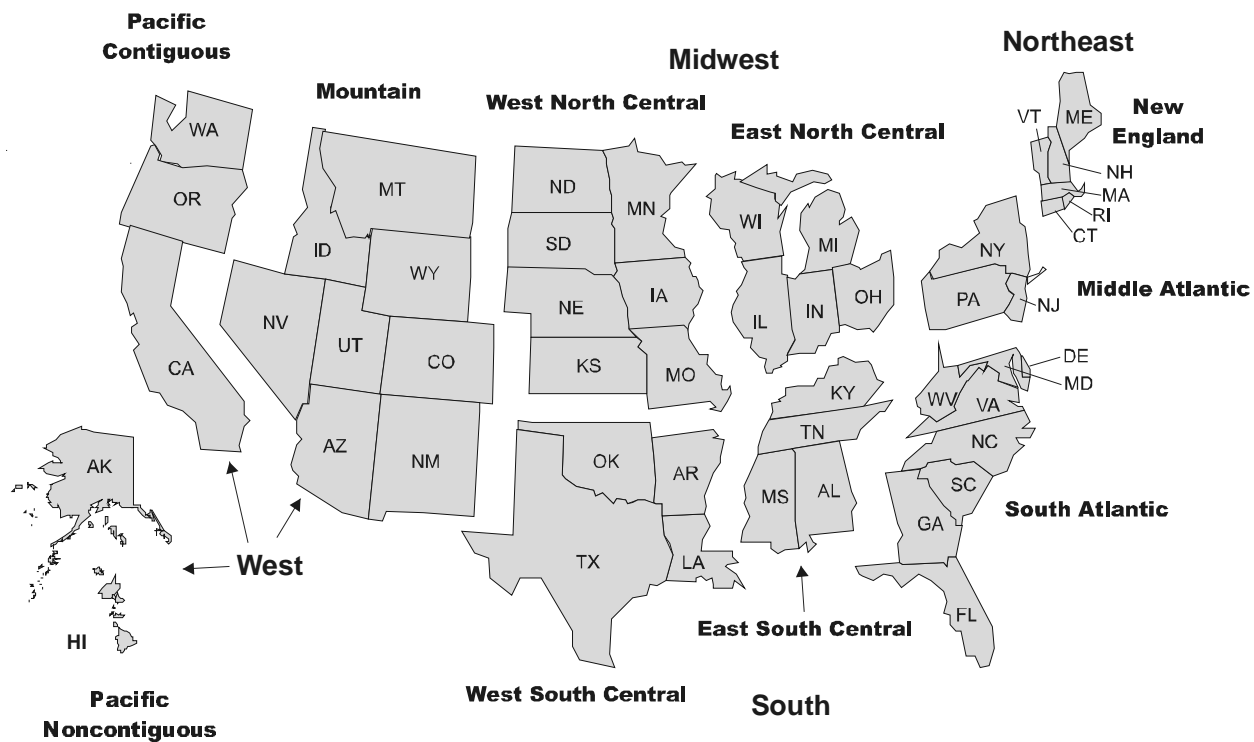 Pacific
Contiguous
Mountain
Midwest
West North Central
East North Central
Northeast
New
England
WA
OR
CA
MT
ID
WY
NV
UT
CO
AZ
NM
ND
SD
NE
KS
MN
IA
MO
WI
MI
IL
IN
OH
VT
ME
NH
MA
RI
CT
NY
PA
NJ
Middle Atlantic
DE
MD
WV
VA
NC
SC
GA
FL
South Atlantic
KY
TN
MS
AL
East South Central
OK
AR
TX
LA
West South Central
South
AK
HI
West
Pacific
Noncontiguous